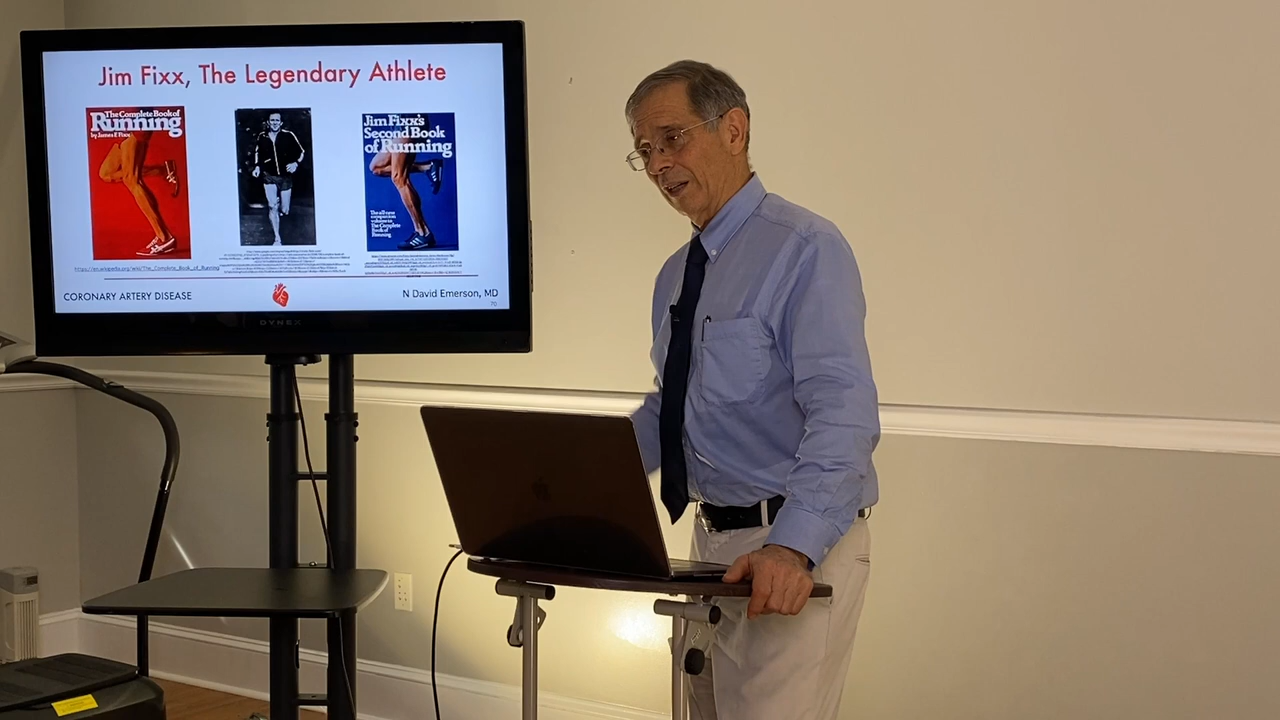 Jim Fixx, The Legendary Athlete
The Complete Book of
Running
by James F. Fixx
Jim Fixx's
Second Book
of Running
The all-new
companion
volume to
The Complete
Book of
Running
https://en.wikipedia.org/wiki/The_Complete_Book_of_Running
CORONARY ARTERY DISEASE
N David Emerson, MD
70
DYNEX